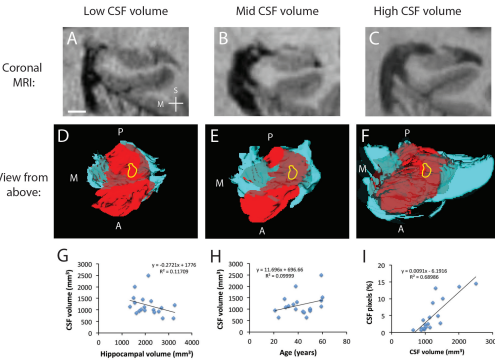 Low CSF volume Mid CSF volume High CSF volume
Coronal
MRI:
A
B
C
S
M
View from
above:
D
E
F
P
P
P
M
M
M
A
A
A
G
H
I
y = -0.2721x + 1776
R² = 0.11709
CSF volume (mm³)
3000
2500
2000
1500
1000
500
0
0 1000 2000 3000 4000
Hippocampal volume (mm³)
y = 11.696x + 696.66
R² = 0.09999
CSF volume (mm³)
3000
2500
2000
1500
1000
500
0
0 20 40 60 80
Age (years)
y = 0.0091x - 6.1916
R² = 0.68986
CSF pixels (%)
20
15
10
5
0
0 1000 2000 300
CSF volume (mm³)